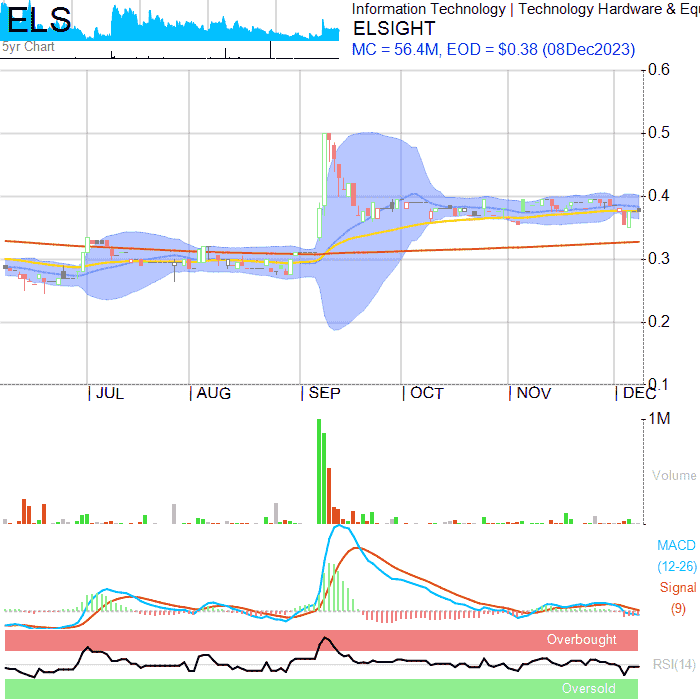 ELS
5yr Chart
Information Technology | Technology Hardware & Equ
ELSIGHT
MC = 56.4M, EOD = $0.38 (08Dec2023)
0.6
0.5
0.4
0.3
0.2
0.1
JUL
AUG
SEP
OCT
NOV
DEC
1M
Volume
MACD
(12-26)
Signal
(9)
Overbought
RSI(14)
Oversold